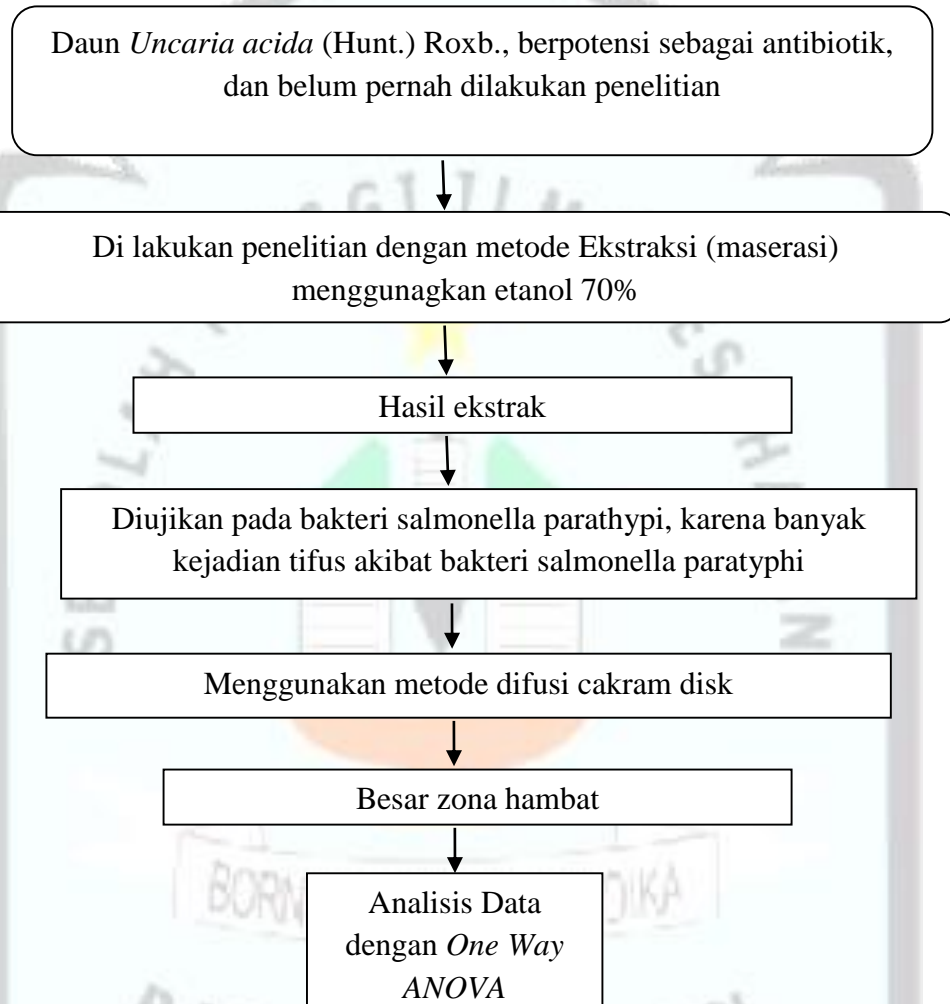 Daun Uncaria acida (Hunt.) Roxb., berpotensi sebagai antibiotik,
dan belum pernah dilakukan penelitian
Di lakukan penelitian dengan metode Ekstraksi (maserasi)
menggunagkan etanol 70%
Hasil ekstrak
Diujikan pada bakteri salmonella parathypi, karena banyak
kejadian tifus akibat bakteri salmonella paratyphi
Menggunakan metode difusi cakram disk
Besar zona hambat
Analisis Data
dengan One Way
ANOVA